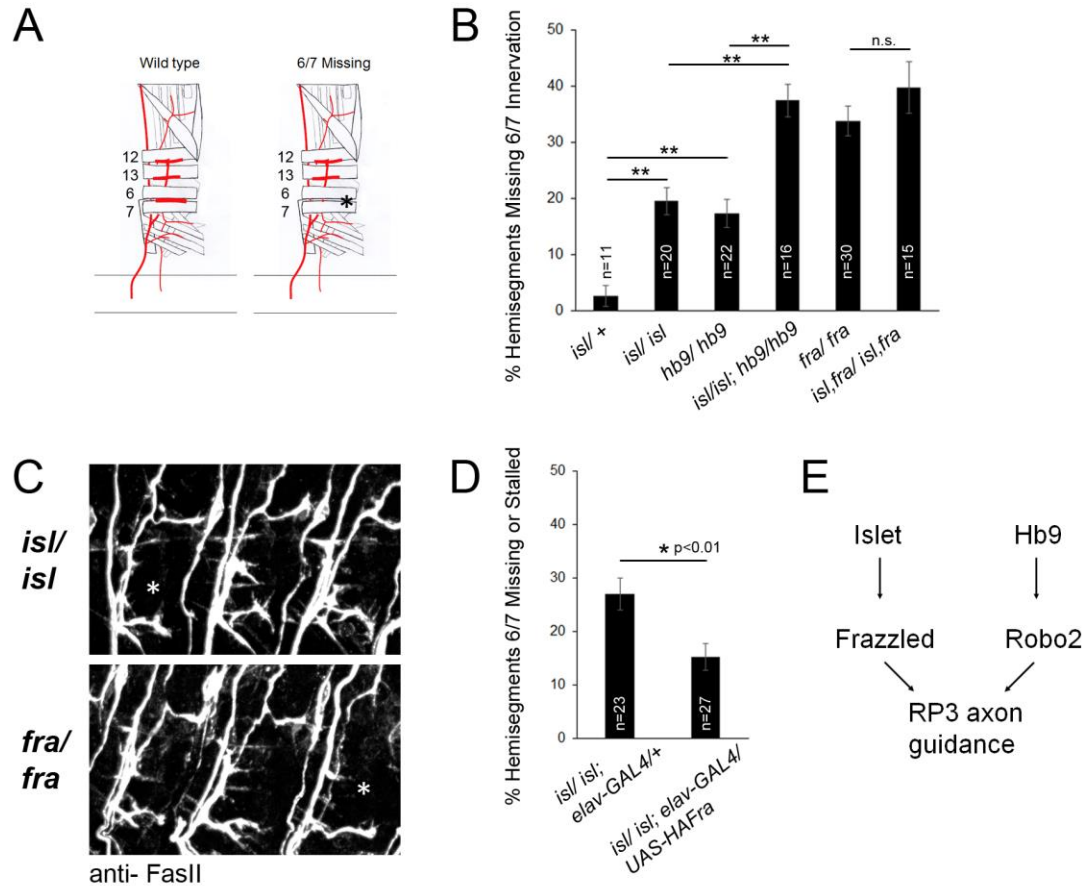 A
Wild type
6/7 Missing
12
13
6
7
*
12
13
6
7
B
% Hemisegments Missing 6/7 Innervation
50
40
30
20
10
0
**
**
**
**
n.s.
n=11
n=20
n=22
n=16
n=30
n=15
isl/ +
isl/ isl
hb9/ hb9
isl/isl; hb9/hb9
fra/ fra
isl,fra/ isl,fra
C
isl/
isl
*
fra/
fra
*
anti- FasII
D
% Hemisegments 6/7 Missing or Stalled
50
40
30
20
10
0
* p<0.01
n=23
n=27
isl/ isl;
elav-GAL4/+
isl/ isl; elav-GAL4/
UAS-HAFra
E
Islet
Hb9
Frazzled
Robo2
RP3 axon
guidance